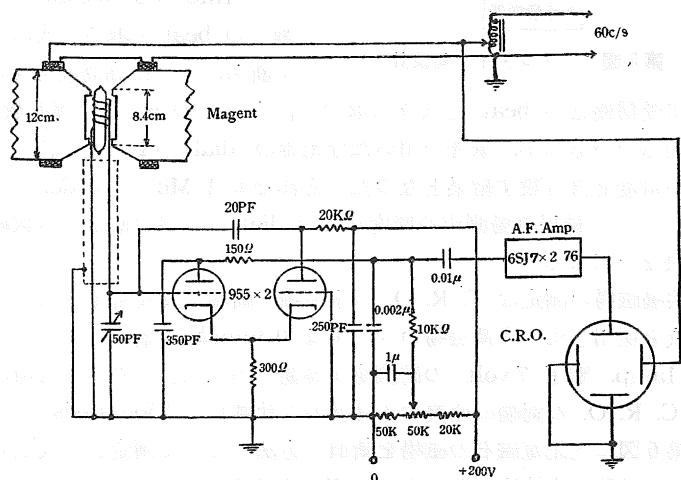 60c/s
12cm.
8.4cm
Magent
20PF
20KΩ
150Ω
A.F. Amp.
6SJ7×2 76
0.01μ
955×2
0.002μ
50PF
350PF
250PF
10KΩ
C.R.O.
1μ
300Ω
50K
50K
20K
0
+200V